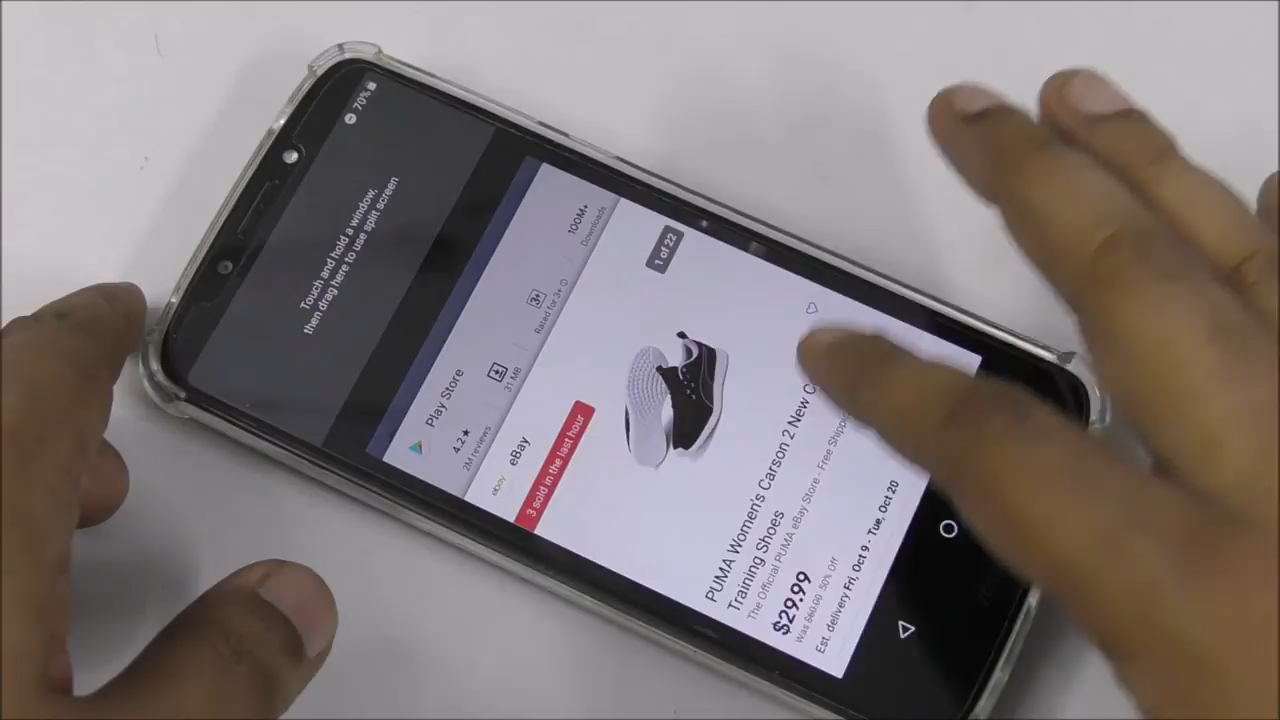 70%
Touch and hold a window,
then drag here to use split screen
Play Store
4.2★
2M reviews
31 MB
3+
Rated for 3+
100M+
Downloads
ebay
eBay
1 of 22
3 sold in the last hour
PUMA Women's Carson 2 New
Training Shoes
The Official PUMA eBay Store · Free
$29.99
Was $60.00 50% Off
Est. delivery Fri, Oct 9 - Tue, Oct 20